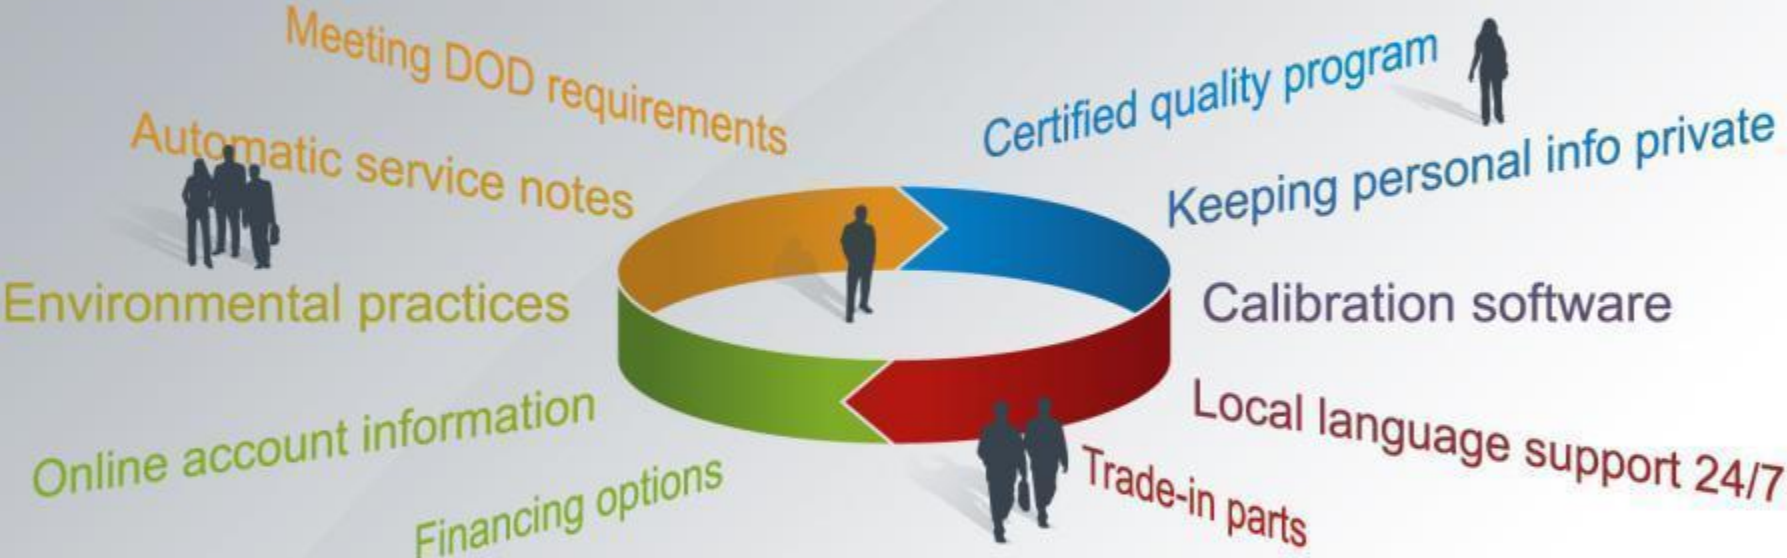 Meeting DOD requirements
Automatic service notes
Environmental practices
Online account information
Financing options
Certified quality program
Keeping personal info private
Calibration software
Local language support 24/7
Trade-in parts